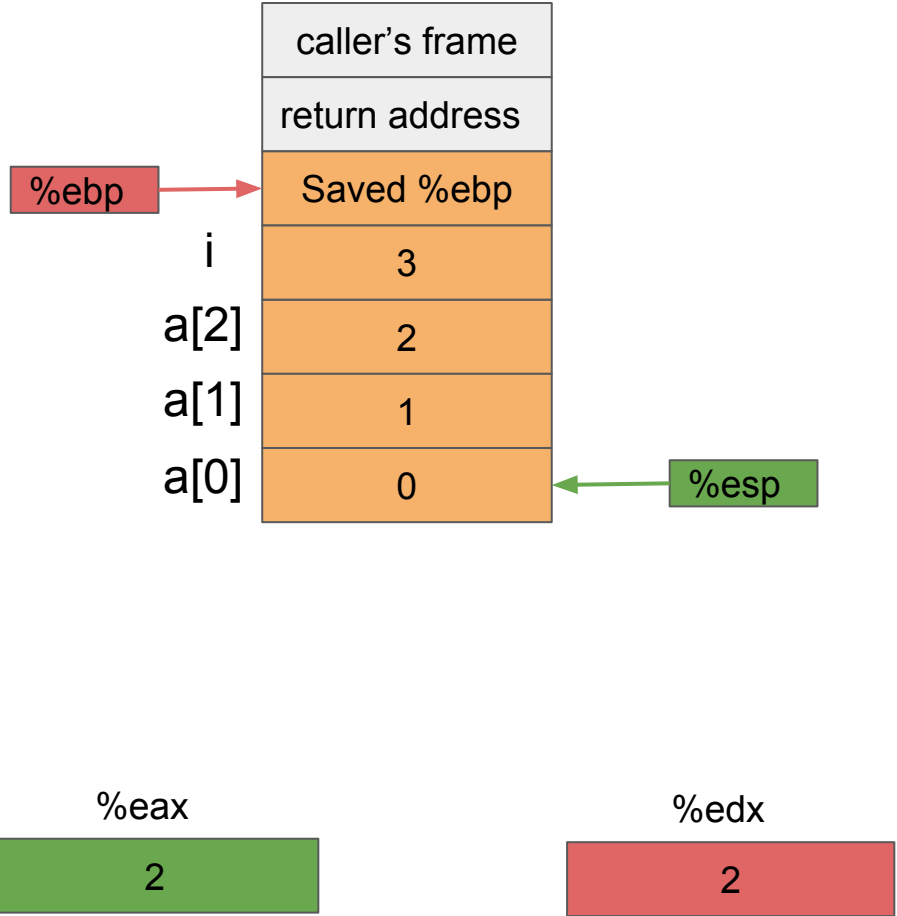 caller’s frame
return address
%ebp
Saved %ebp
i
3
a[2]
2
a[1]
1
a[0]
0
%esp
%eax
%edx
2
2